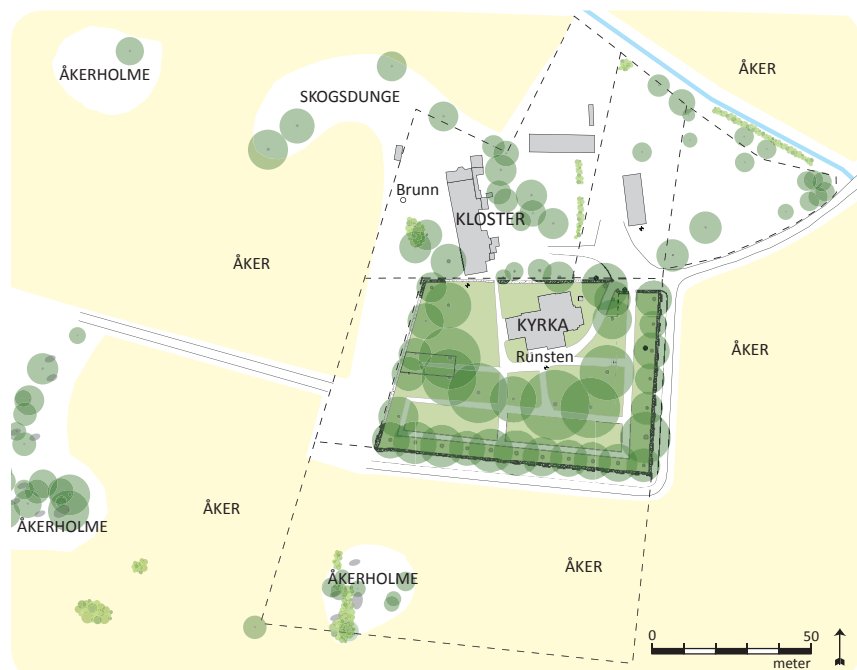 ÅKERHOLME
ÅKER
SKOGSDUNGE
Brunn
KLOSTER
ÅKER
KYRKA
ÅKER
Runsten
ÅKER
ÅKERHOLME
ÅKER
ÅKERHOLME
0 50
meter